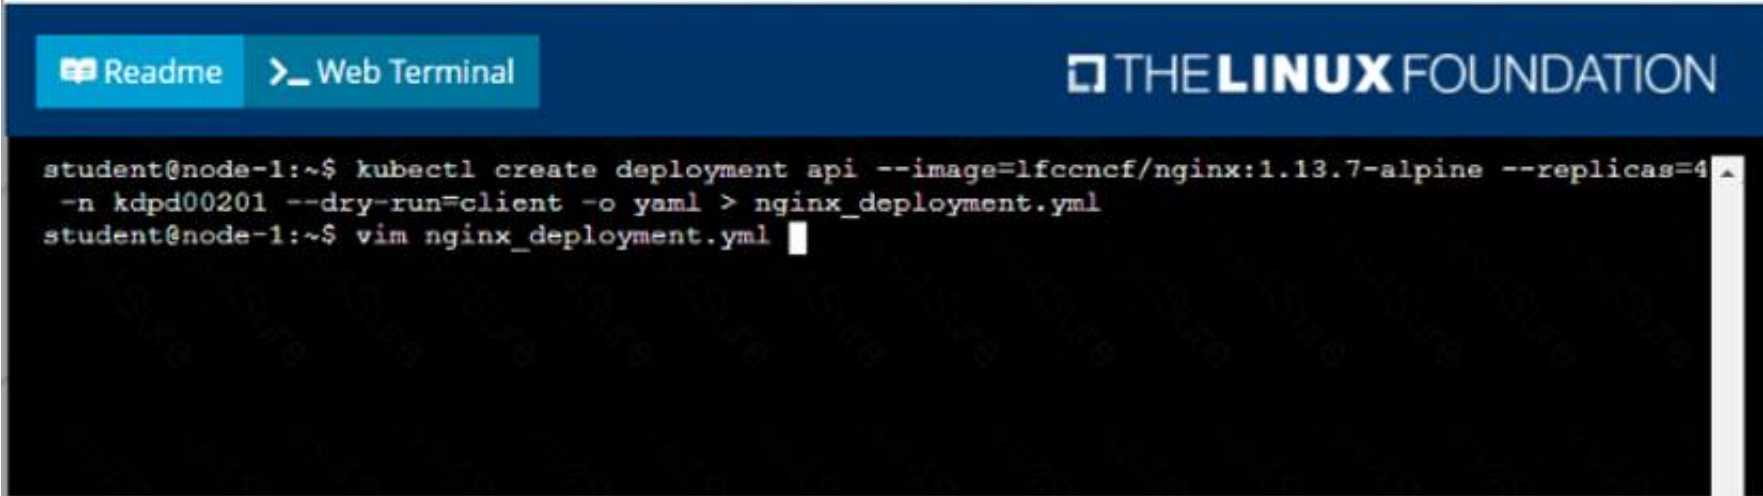 Readme >_ Web Terminal THE LINUX FOUNDATION
student@node-1:~$ kubectl create deployment api --image=lfccncf/nginx:1.13.7-alpine --replicas=4
-n kdpd00201 --dry-run=client -o yaml > nginx_deployment.yml
student@node-1:~$ vim nginx_deployment.yml